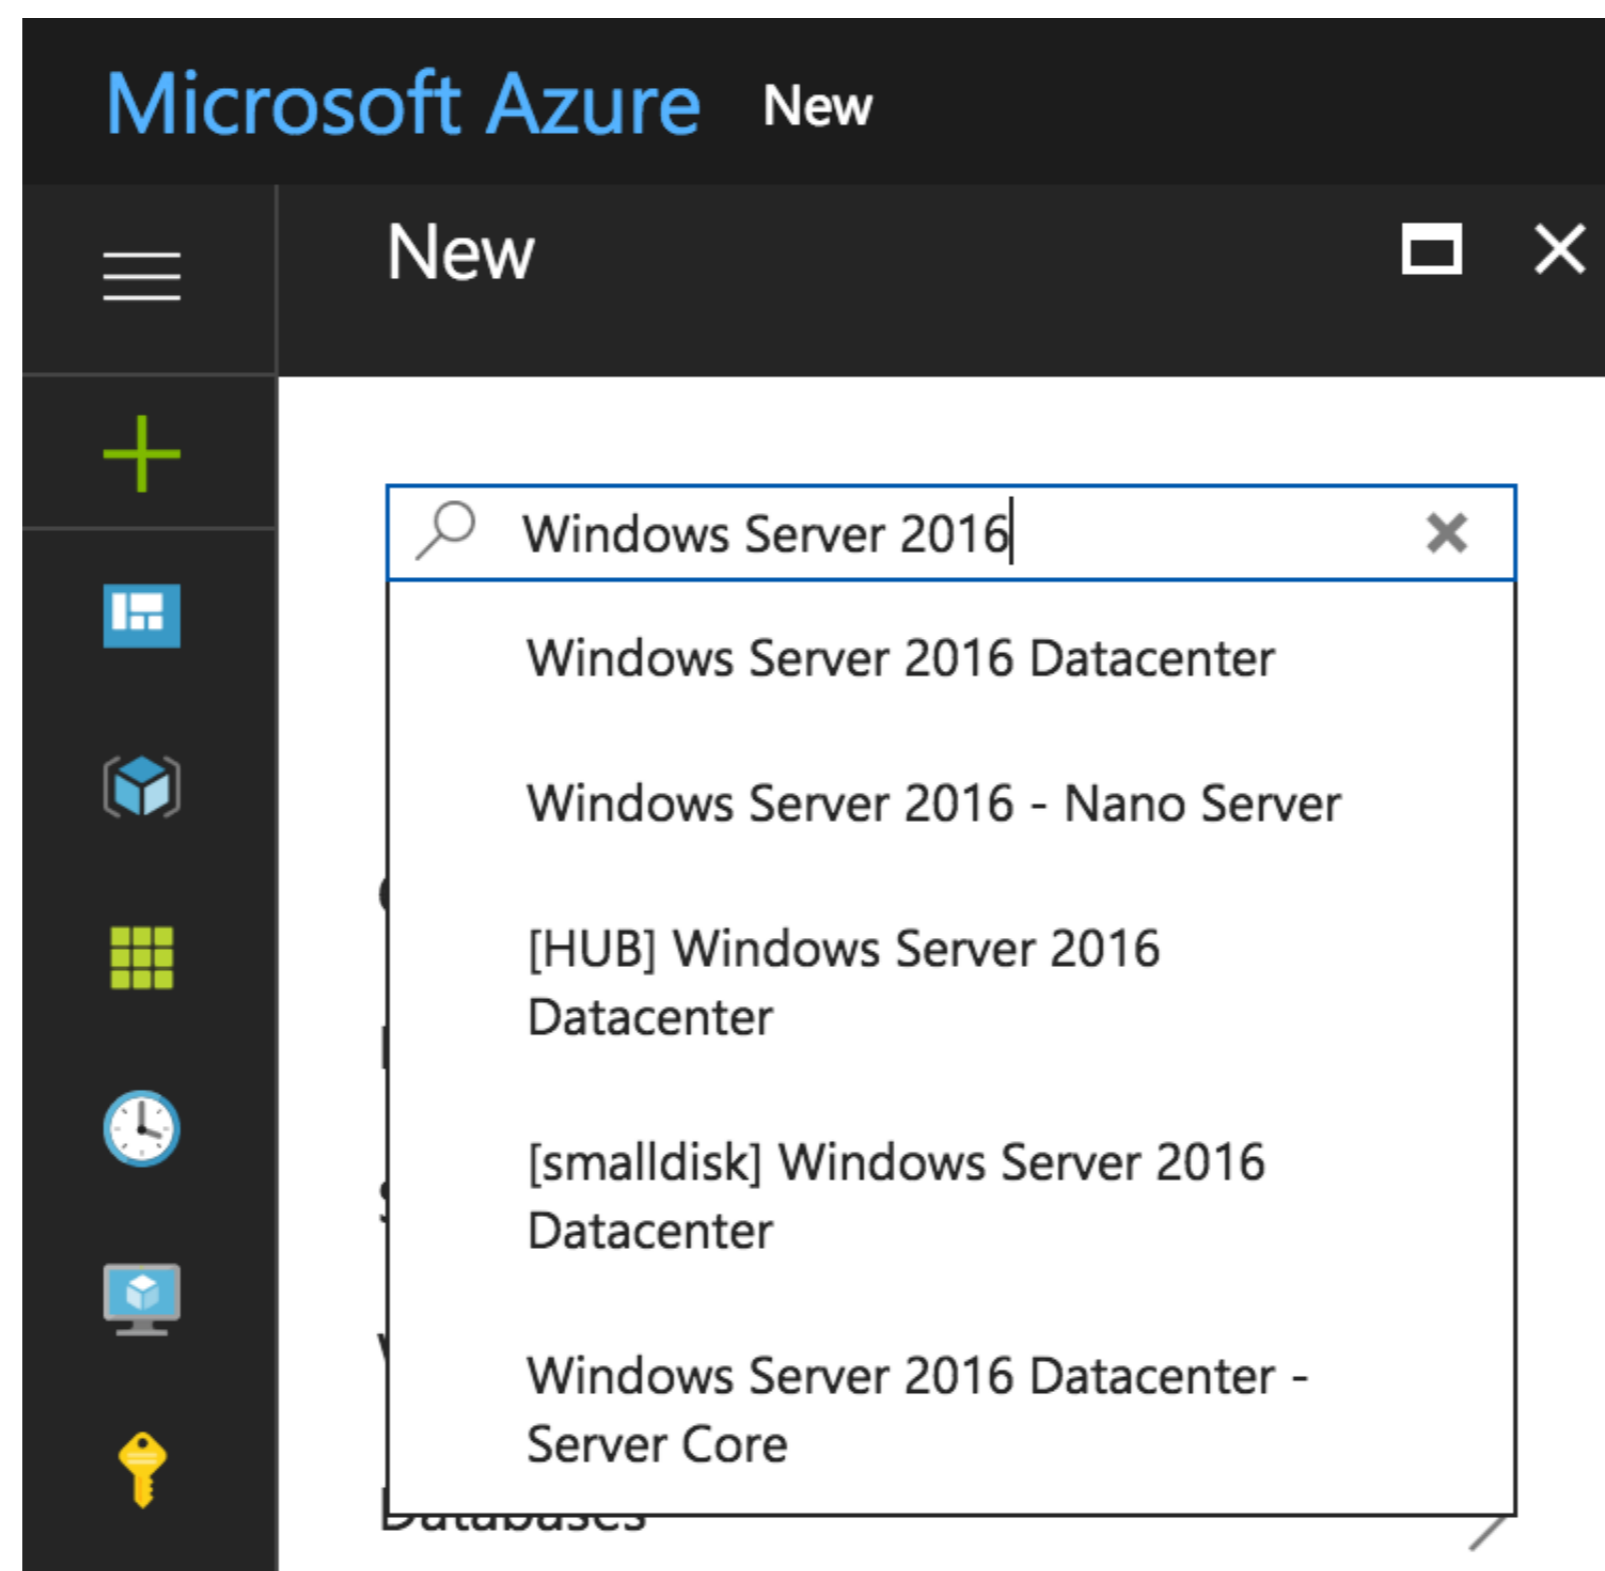 Microsoft Azure New
New
Windows Server 2016
Windows Server 2016 Datacenter
Windows Server 2016 - Nano Server
[HUB] Windows Server 2016
Datacenter
[smalldisk] Windows Server 2016
Datacenter
Windows Server 2016 Datacenter -
Server Core
Databases